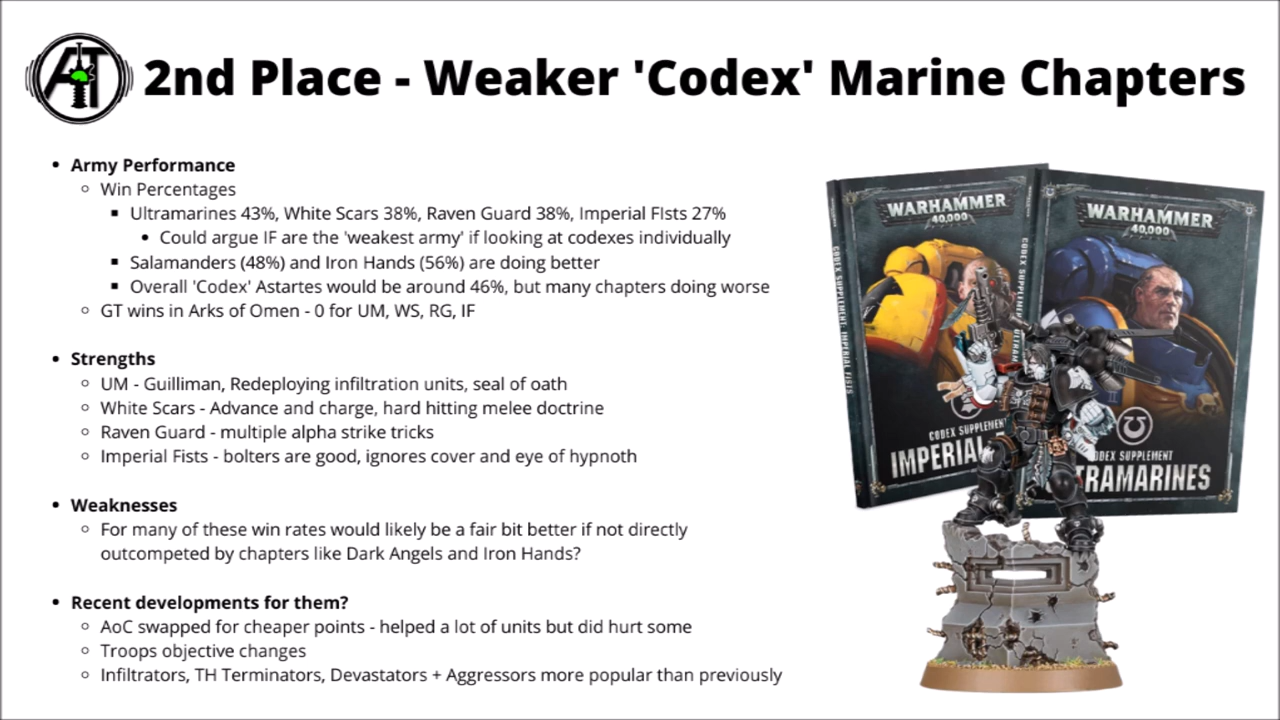 AT
2nd Place - Weaker 'Codex' Marine Chapters
• Army Performance
◦ Win Percentages
▪ Ultramarines 43%, White Scars 38%, Raven Guard 38%, Imperial FIsts 27%
• Could argue IF are the 'weakest army' if looking at codexes individually
▪ Salamanders (48%) and Iron Hands (56%) are doing better
▪ Overall 'Codex' Astartes would be around 46%, but many chapters doing worse
◦ GT wins in Arks of Omen - 0 for UM, WS, RG, IF
• Strengths
◦ UM - Guilliman, Redeploying infiltration units, seal of oath
◦ White Scars - Advance and charge, hard hitting melee doctrine
◦ Raven Guard - multiple alpha strike tricks
◦ Imperial Fists - bolters are good, ignores cover and eye of hypnoth
• Weaknesses
◦ For many of these win rates would likely be a fair bit better if not directly
outcompeted by chapters like Dark Angels and Iron Hands?
• Recent developments for them?
◦ AoC swapped for cheaper points - helped a lot of units but did hurt some
◦ Troops objective changes
◦ Infiltrators, TH Terminators, Devastators + Aggressors more popular than previously
WARHAMMER
40,000
CODEX SUPPLEMENT: IMPERIAL FISTS
CODEX SUPPLEMENT
IMPERIAL
WARHAMMER
40,000
ODEX SUPPLEMENT
TRAMARINES